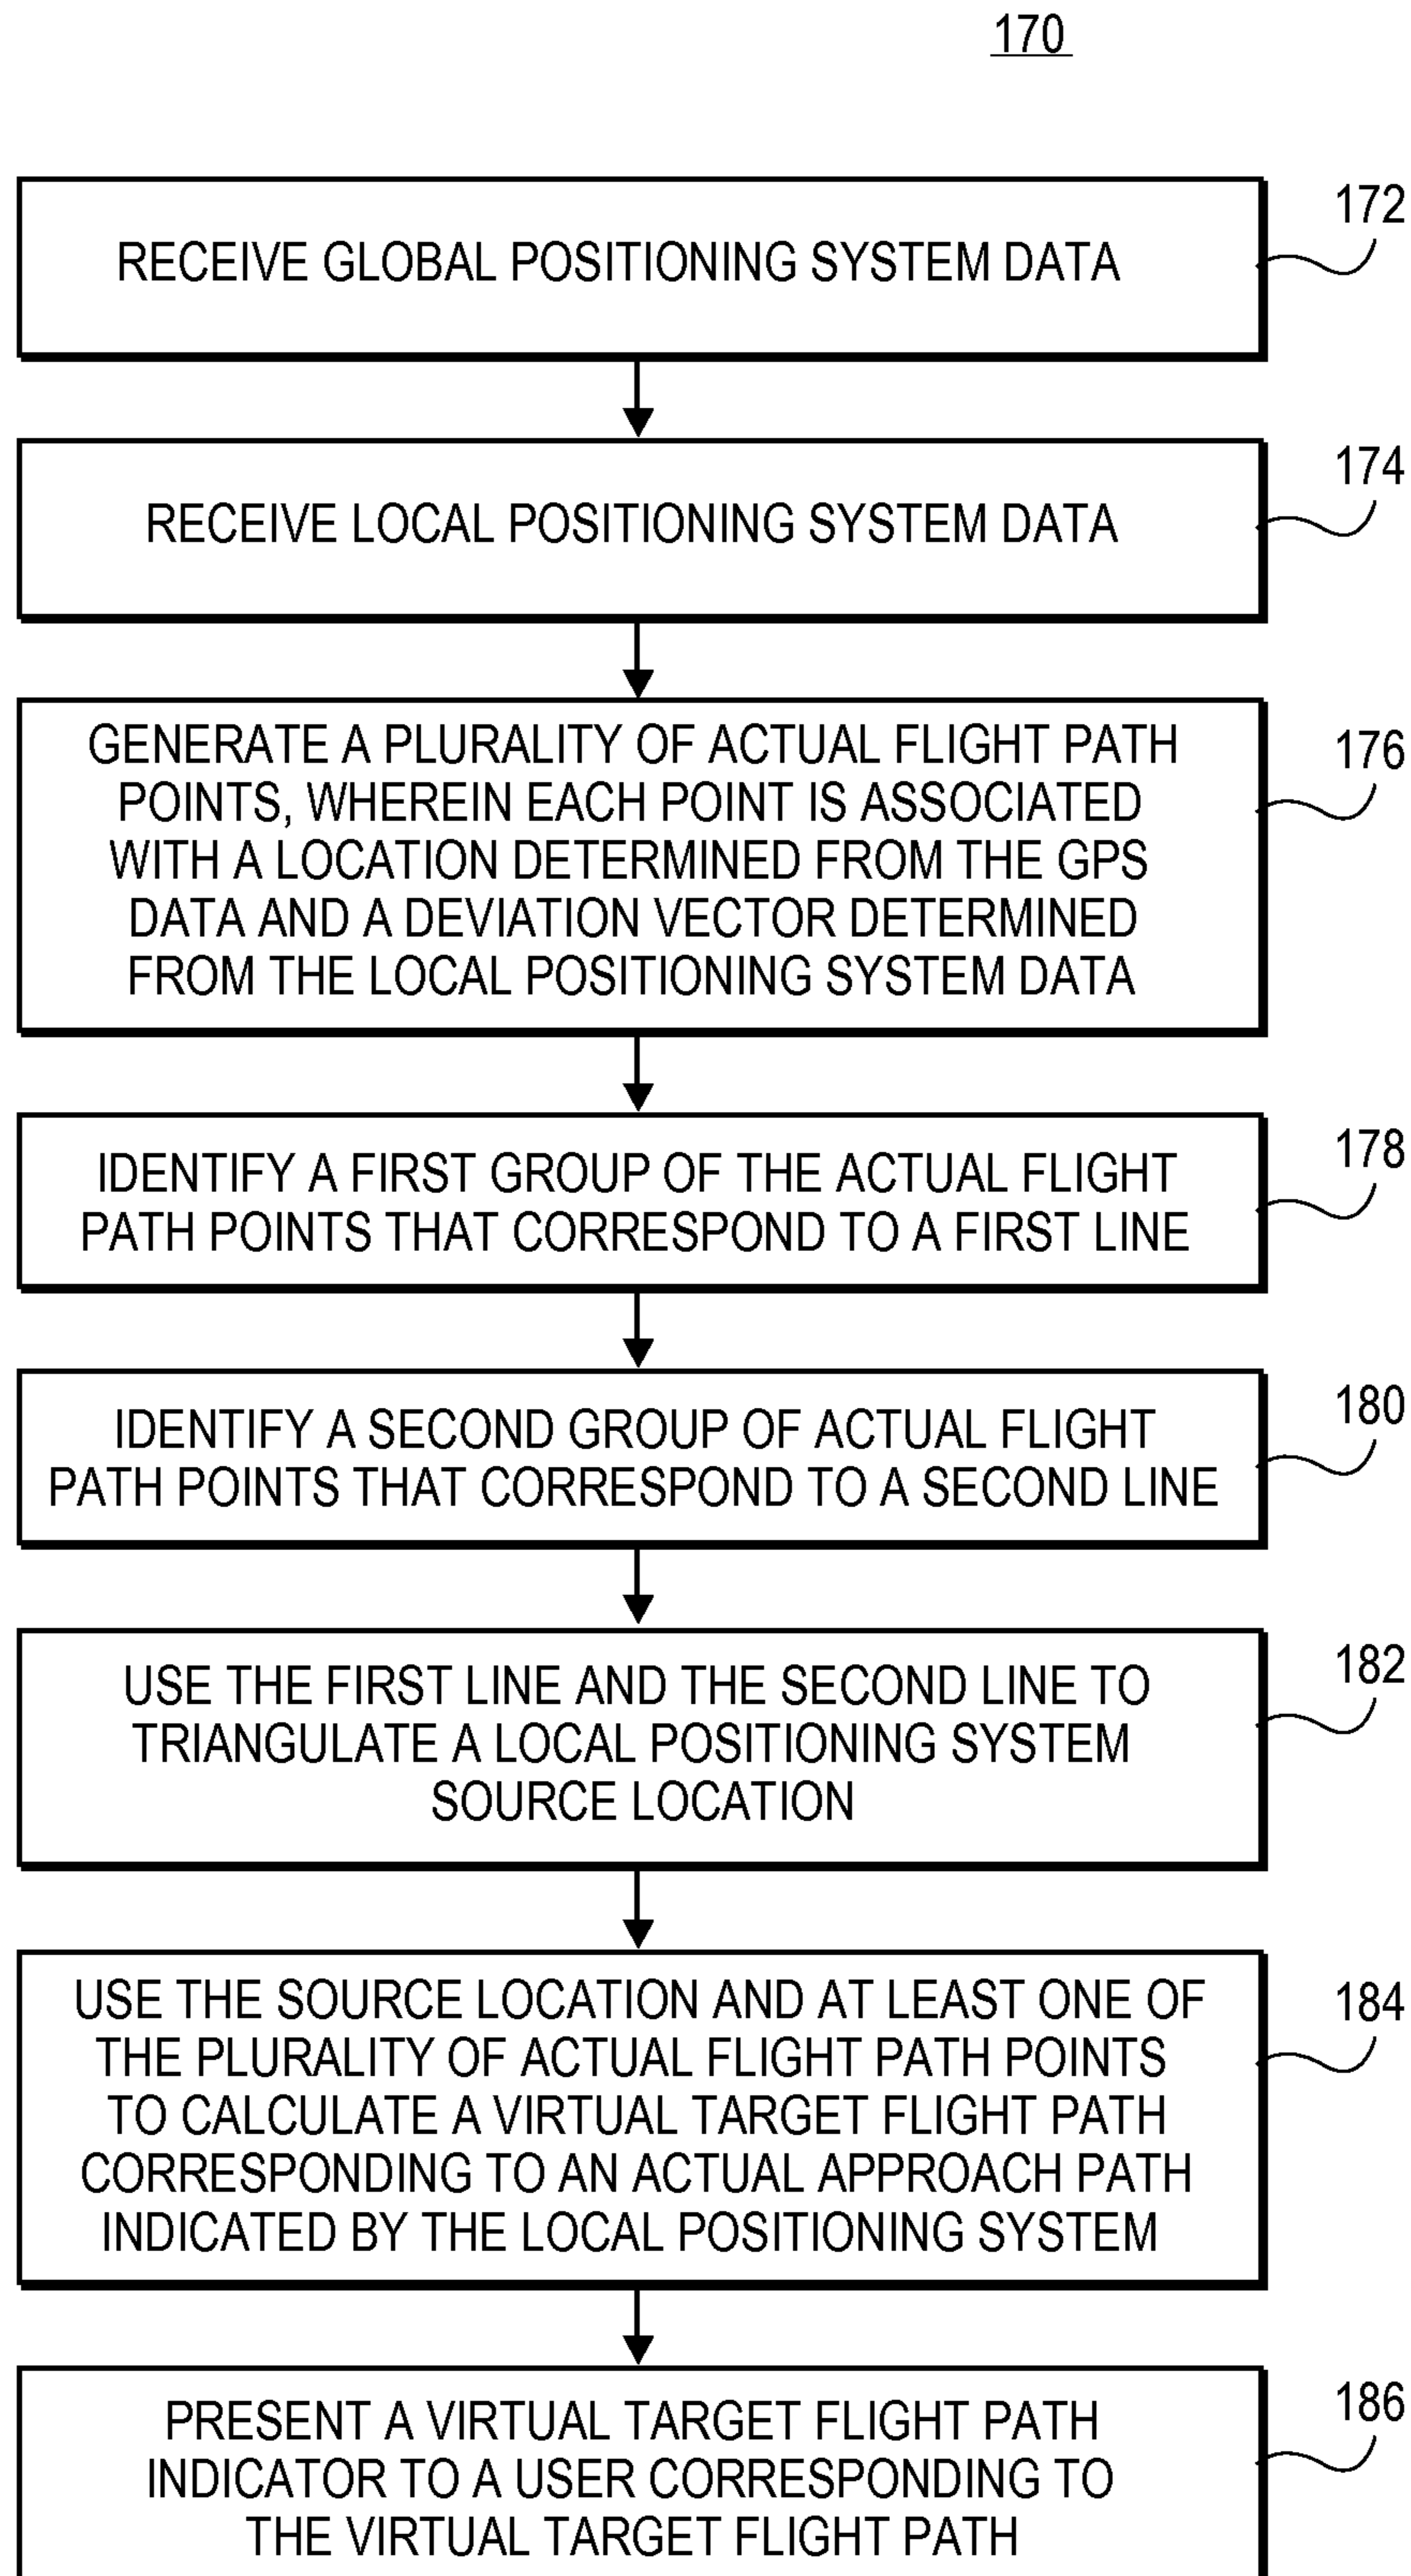 170
172
RECEIVE GLOBAL POSITIONING SYSTEM DATA
174
RECEIVE LOCAL POSITIONING SYSTEM DATA
176
GENERATE A PLURALITY OF ACTUAL FLIGHT PATH
POINTS, WHEREIN EACH POINT IS ASSOCIATED
WITH A LOCATION DETERMINED FROM THE GPS
DATA AND A DEVIATION VECTOR DETERMINED
FROM THE LOCAL POSITIONING SYSTEM DATA
178
IDENTIFY A FIRST GROUP OF THE ACTUAL FLIGHT
PATH POINTS THAT CORRESPOND TO A FIRST LINE
180
IDENTIFY A SECOND GROUP OF ACTUAL FLIGHT
PATH POINTS THAT CORRESPOND TO A SECOND LINE
182
USE THE FIRST LINE AND THE SECOND LINE TO
TRIANGULATE A LOCAL POSITIONING SYSTEM
SOURCE LOCATION
184
USE THE SOURCE LOCATION AND AT LEAST ONE OF
THE PLURALITY OF ACTUAL FLIGHT PATH POINTS
TO CALCULATE A VIRTUAL TARGET FLIGHT PATH
CORRESPONDING TO AN ACTUAL APPROACH PATH
INDICATED BY THE LOCAL POSITIONING SYSTEM
186
PRESENT A VIRTUAL TARGET FLIGHT PATH
INDICATOR TO A USER CORRESPONDING TO
THE VIRTUAL TARGET FLIGHT PATH